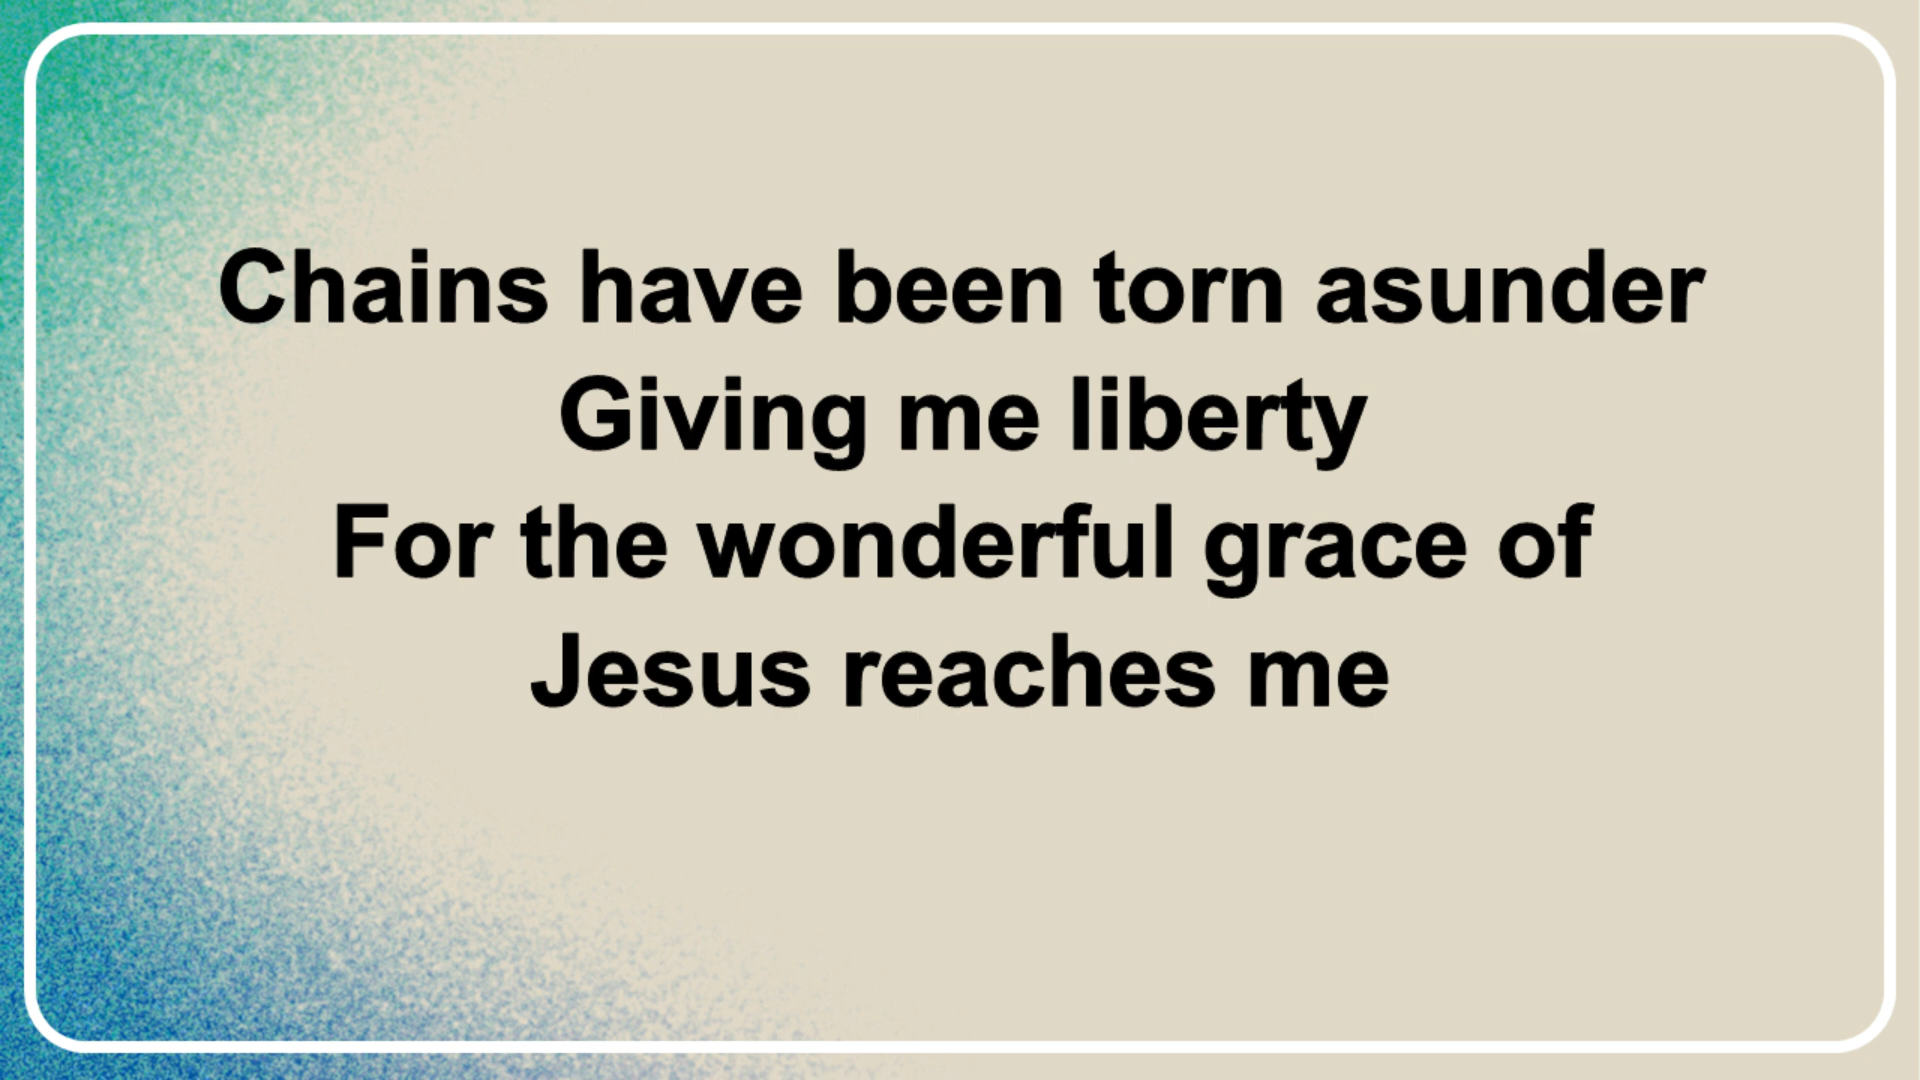 Chains have been torn asunder
Giving me liberty
For the wonderful grace of
Jesus reaches me